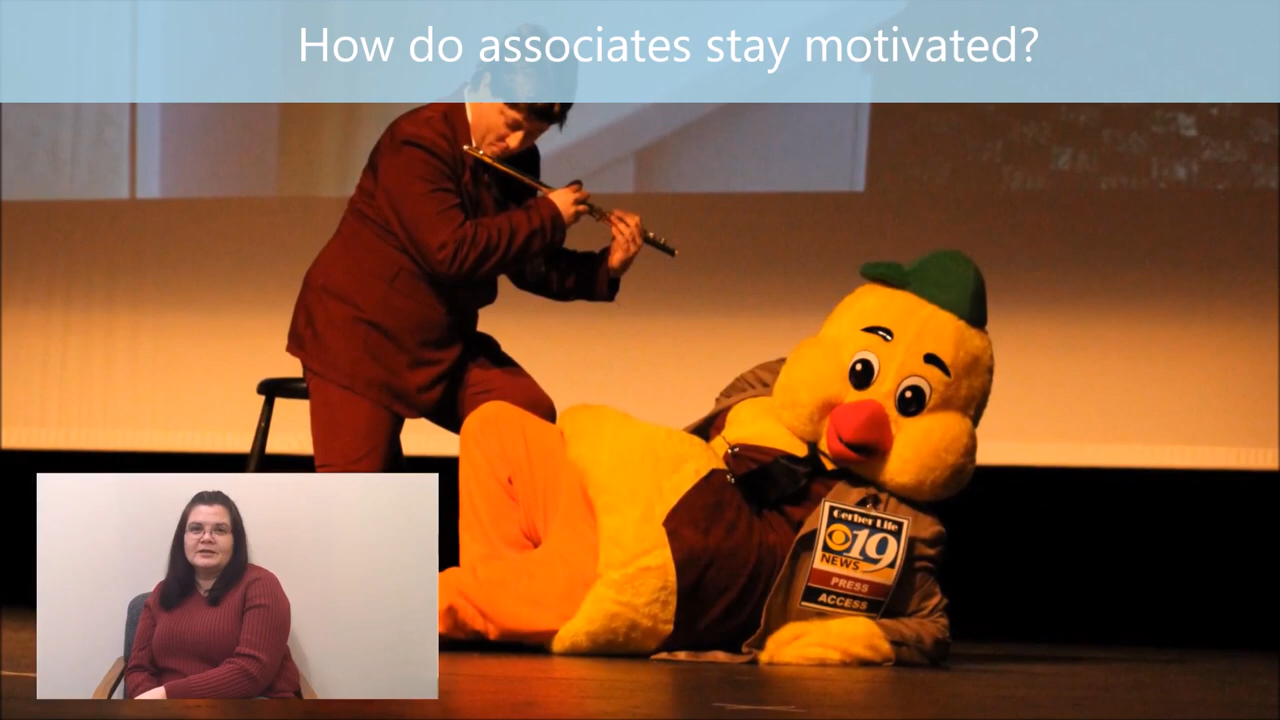 How do associates stay motivated?
Gerber Life
19
NEWS
PRESS
ACCESS